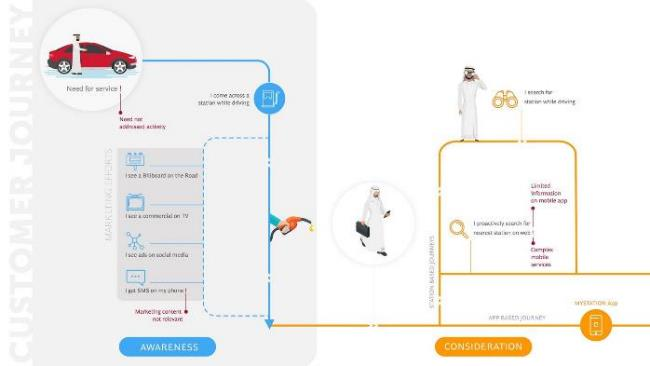 CUSTOMER JOURNEY
Need for service !
Need not
addressed actively
I come across a
station while driving
MARKETING EFFORTS
I see a Billboard on the Road
I see a commercial on TV
I see ads on social media
I got SMS on my phone !
Marketing content
not relevant
AWARENESS
I search for
station while driving
Limited
Information
on mobile app
I proactively search for
nearest station on web !
Complex
mobile
services
STATION BASED JOURNEYS
APP BASED JOURNEY
MYSTATION App
CONSIDERATION